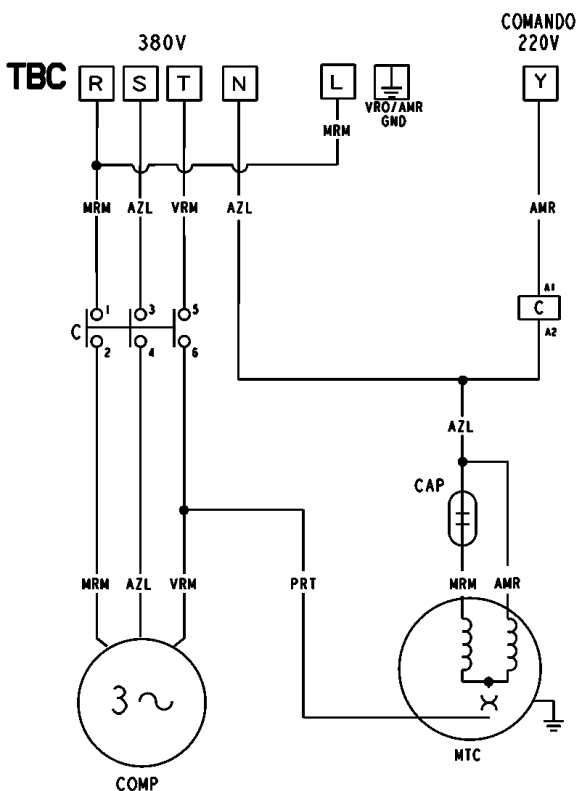 COMANDO
380V 220V
TBC R S T N L Y
VRO/AMR
GND
MRM
MRM AZL VRM AZL AMR
1 3 5 A1
C C
2 4 6 A2
AZL
CAP
MRM AZL VRM PRT MRM AMR
3
MTC
COMP